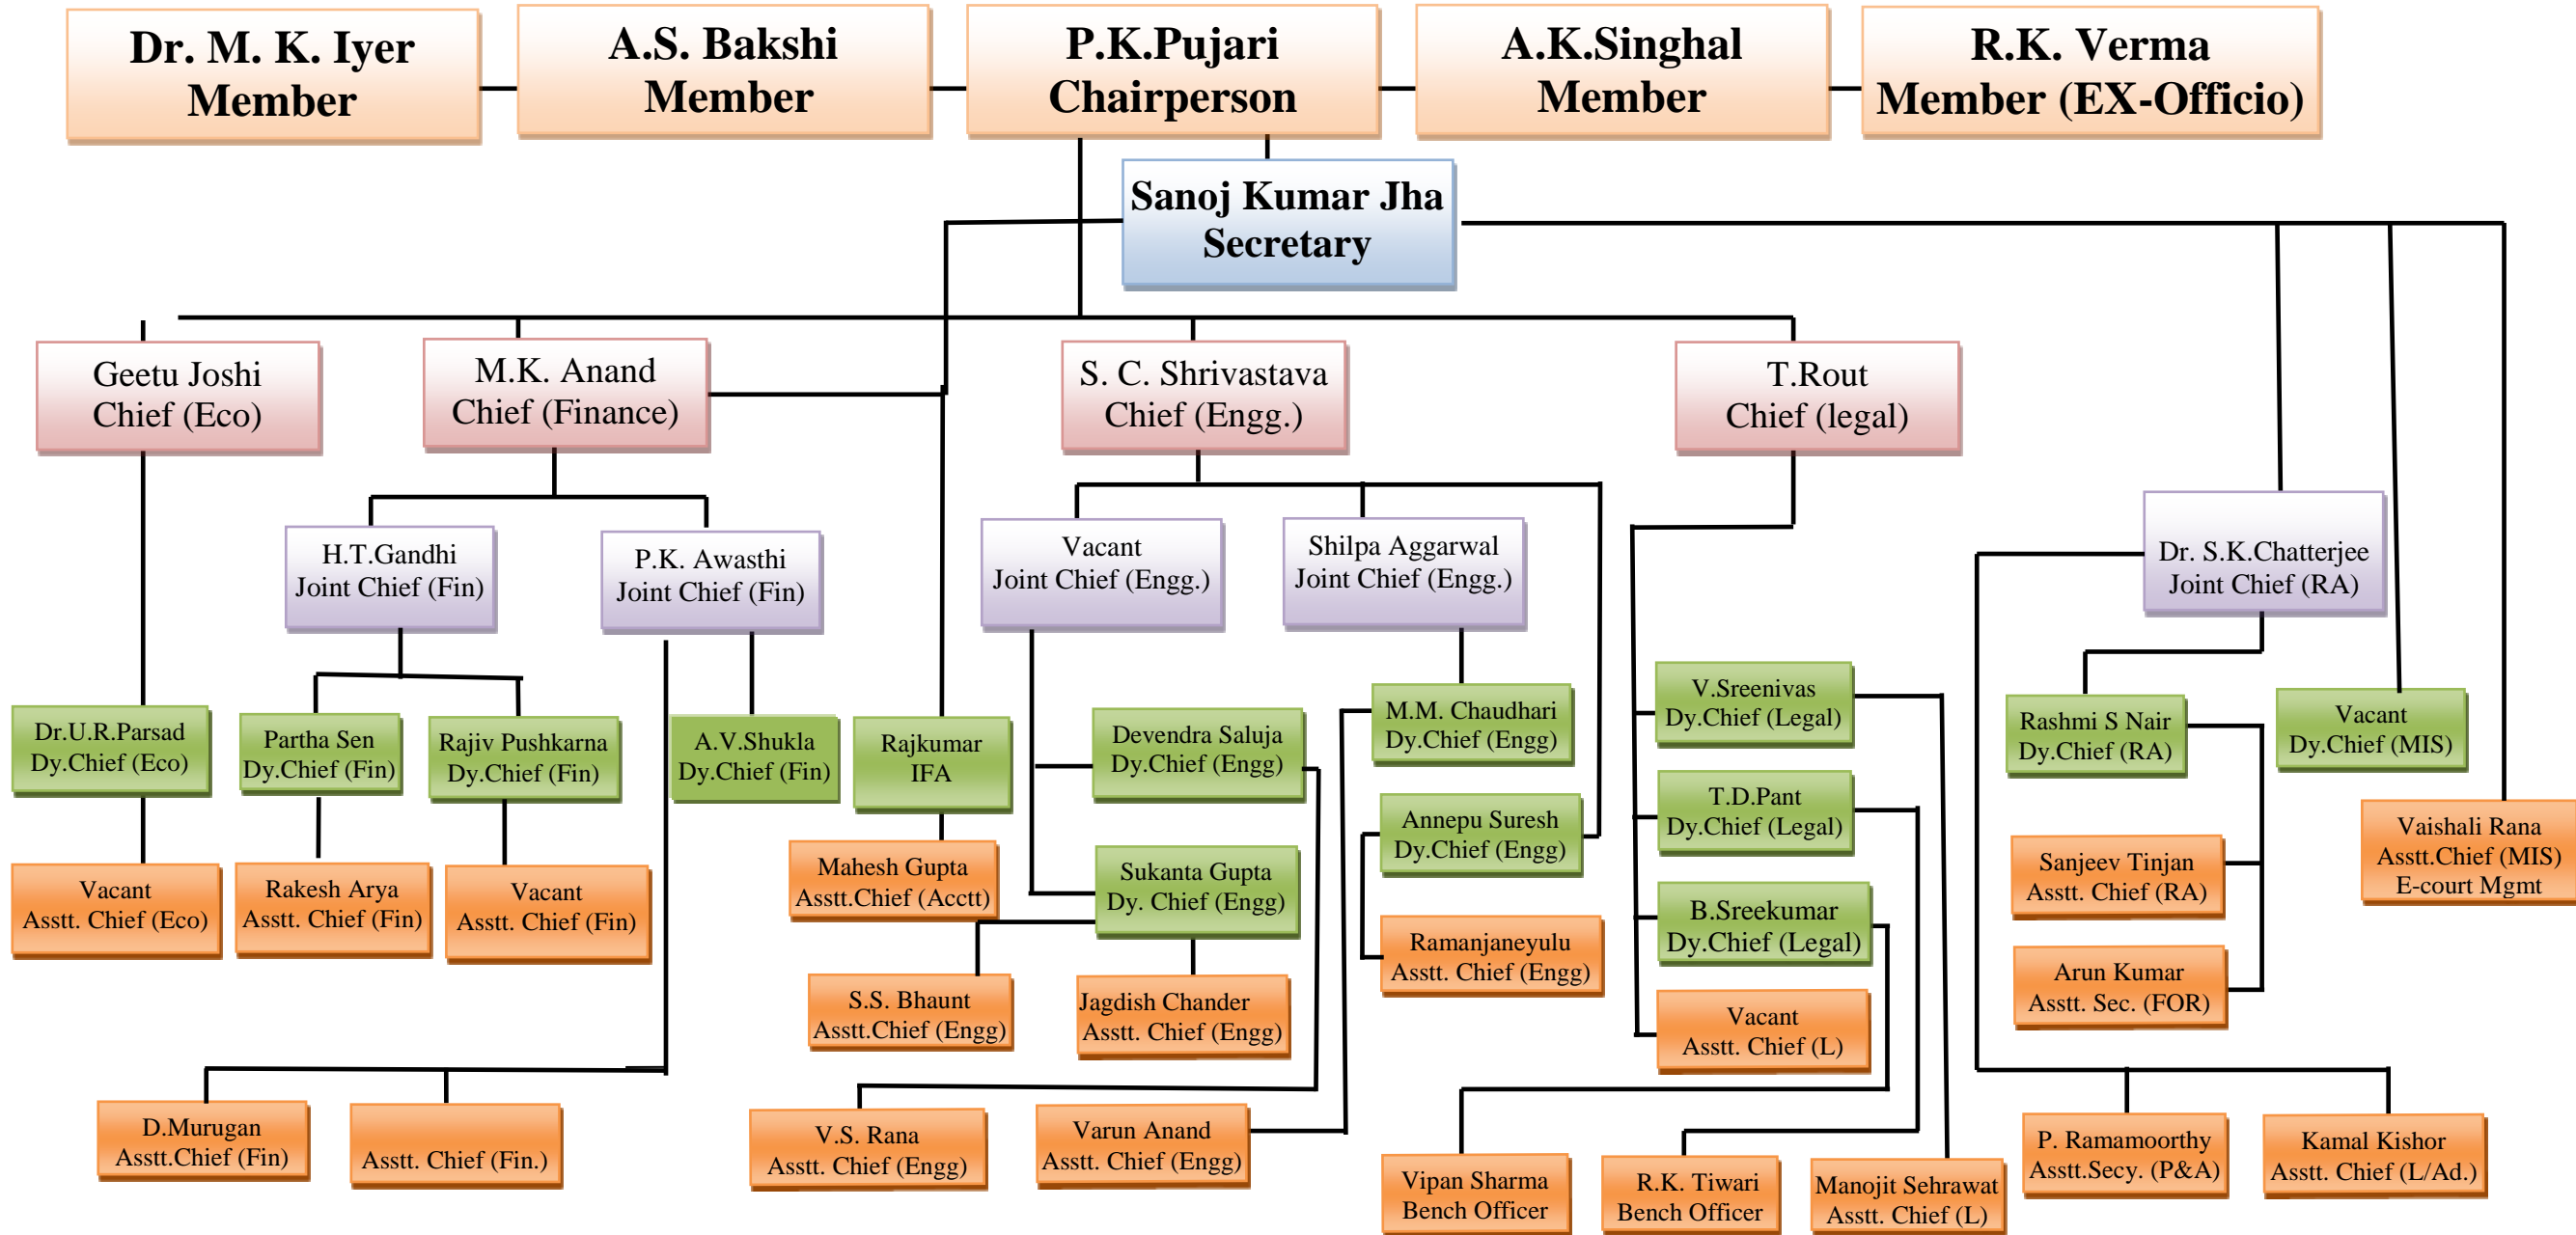 Dr. M. K. Iyer
Member
A.S. Bakshi
Member
P.K.Pujari
Chairperson
A.K.Singhal
Member
R.K. Verma
Member (EX-Officio)
Sanoj Kumar Jha
Secretary
Geetu Joshi
Chief (Eco)
M.K. Anand
Chief (Finance)
S. C. Shrivastava
Chief (Engg.)
T.Rout
Chief (legal)
H.T.Gandhi
Joint Chief (Fin)
P.K. Awasthi
Joint Chief (Fin)
Vacant
Joint Chief (Engg.)
Shilpa Aggarwal
Joint Chief (Engg.)
Dr. S.K.Chatterjee
Joint Chief (RA)
Dr.U.R.Parsad
Dy.Chief (Eco)
Partha Sen
Dy.Chief (Fin)
Rajiv Pushkarna
Dy.Chief (Fin)
A.V.Shukla
Dy.Chief (Fin)
Rajkumar
IFA
Devendra Saluja
Dy.Chief (Engg)
M.M. Chaudhari
Dy.Chief (Engg)
V.Sreenivas
Dy.Chief (Legal)
Rashmi S Nair
Dy.Chief (RA)
Vacant
Dy.Chief (MIS)
Annepu Suresh
Dy.Chief (Engg)
T.D.Pant
Dy.Chief (Legal)
Vaishali Rana
Asstt.Chief (MIS)
E-court Mgmt
Vacant
Asstt. Chief (Eco)
Rakesh Arya
Asstt. Chief (Fin)
Vacant
Asstt. Chief (Fin)
Mahesh Gupta
Asstt.Chief (Acctt)
Sukanta Gupta
Dy. Chief (Engg)
B.Sreekumar
Dy.Chief (Legal)
Sanjeev Tinjan
Asstt. Chief (RA)
Ramanjaneyulu
Asstt. Chief (Engg)
Arun Kumar
Asstt. Sec. (FOR)
S.S. Bhaunt
Asstt.Chief (Engg)
Jagdish Chander
Asstt. Chief (Engg)
Vacant
Asstt. Chief (L)
D.Murugan
Asstt.Chief (Fin)
Asstt. Chief (Fin.)
V.S. Rana
Asstt. Chief (Engg)
Varun Anand
Asstt. Chief (Engg)
Vipan Sharma
Bench Officer
R.K. Tiwari
Bench Officer
Manojit Sehrawat
Asstt. Chief (L)
P. Ramamoorthy
Asstt.Secy. (P&A)
Kamal Kishor
Asstt. Chief (L/Ad.)